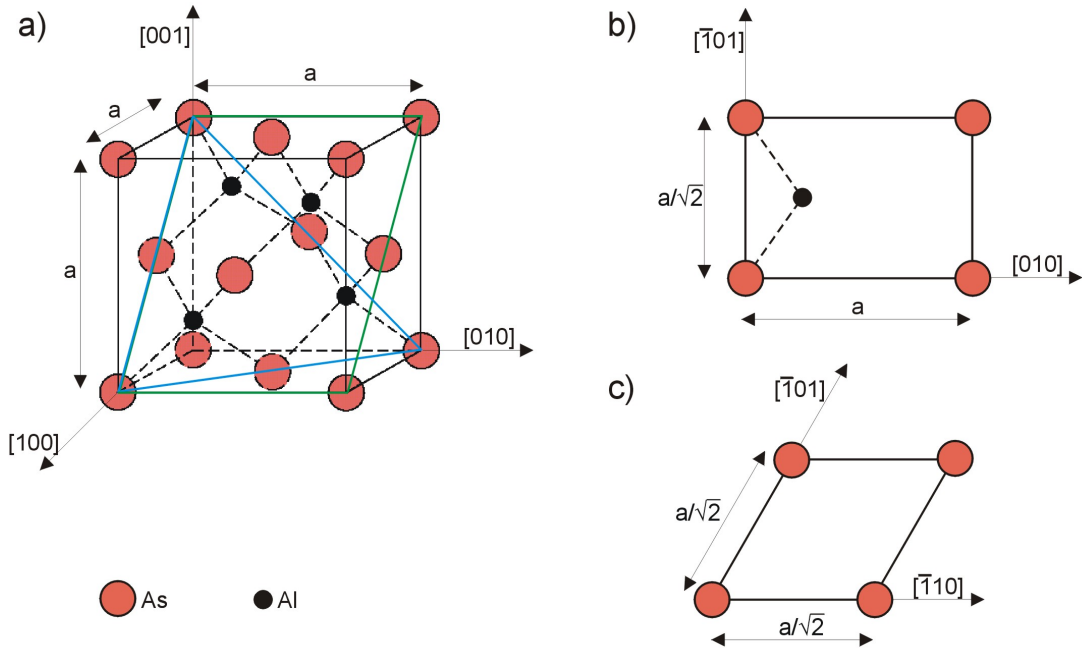 a)
[001]
a
a
a
[010]
[100]
As
Al
b)
[1̅01]
a/√2
[010]
a
c)
[1̅01]
a/√2
[1̅10]
a/√2